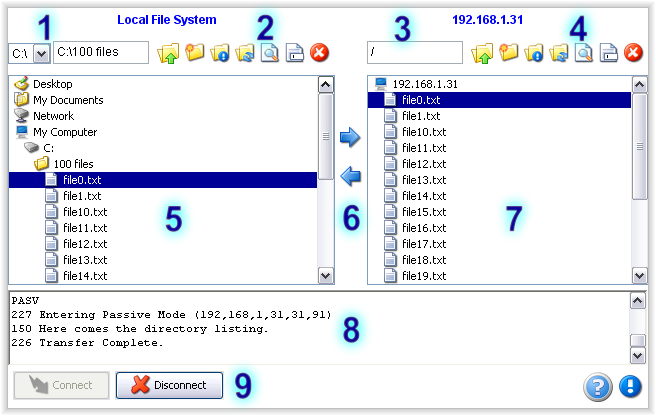 1
Local File System
2
192.168.1.31
3
4
C:\
C:\100 files
/
Desktop
My Documents
Network
My Computer
C:
100 files
file0.txt
file1.txt
file10.txt
file11.txt
file12.txt
file13.txt
file14.txt
5
6
192.168.1.31
file0.txt
file1.txt
file10.txt
file11.txt
file12.txt
file13.txt
file14.txt
file15.txt
file16.txt
file17.txt
file18.txt
file19.txt
7
PASV
227 Entering Passive Mode (192,168,1,31,31,91)
150 Here comes the directory listing.
226 Transfer Complete.
8
Connect
Disconnect
9
?
!